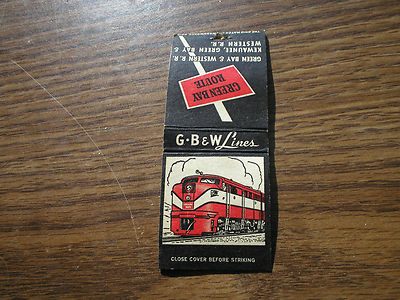 KEWAUNEE, GREEN BAY &
WESTERN R. R.
GREEN BAY & WESTERN R. R.
GREEN BAY
ROUTE
G·B&W Lines
CLOSE COVER BEFORE STRIKING